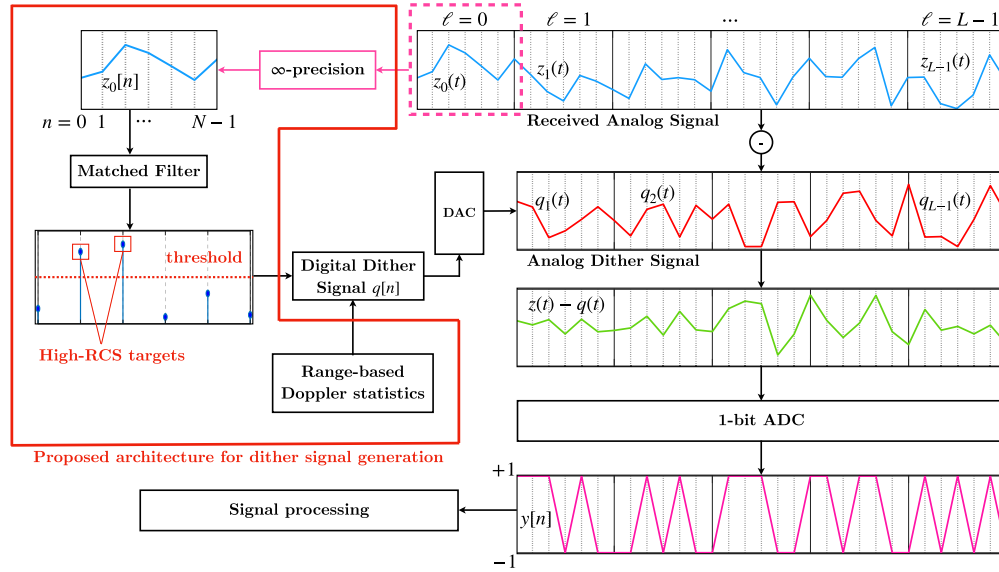 ℓ = 0
ℓ = 1
...
ℓ = L − 1
z₀[n]
∞-precision
z₀(t)
z₁(t)
z_{L−1}(t)
n = 0 1 ... N − 1
Received Analog Signal
-
Matched Filter
DAC
q₁(t)
q₂(t)
q_{L−1}(t)
threshold
Digital Dither
Signal q[n]
Analog Dither Signal
z(t) − q(t)
High-RCS targets
Range-based
Doppler statistics
1-bit ADC
Proposed architecture for dither signal generation
+1
y[n]
Signal processing
−1